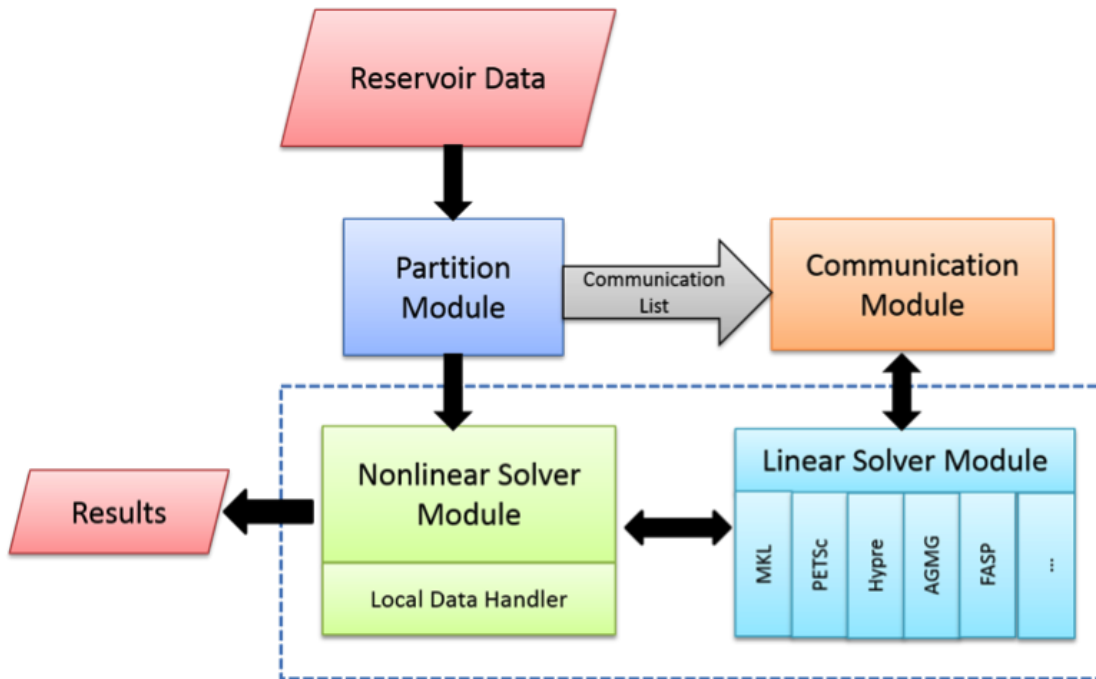 Reservoir Data
Partition
Module
Communication
List
Communication
Module
Nonlinear Solver
Module
Local Data Handler
Linear Solver Module
MKL
PETSc
Hypre
AGMG
FASP
...
Results